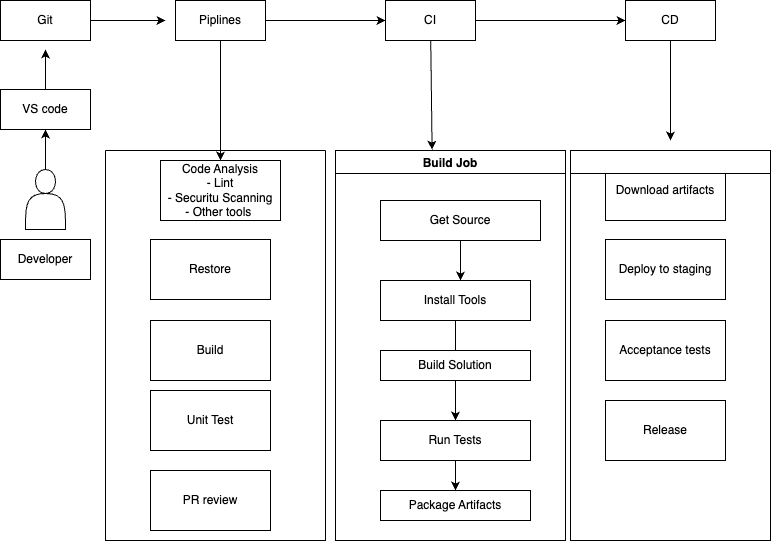 Git
Piplines
CI
CD
VS code
Developer
Code Analysis
- Lint
- Securitu Scanning
- Other tools
Restore
Build
Unit Test
PR review
Build Job
Get Source
Install Tools
Build Solution
Run Tests
Package Artifacts
Download artifacts
Deploy to staging
Acceptance tests
Release